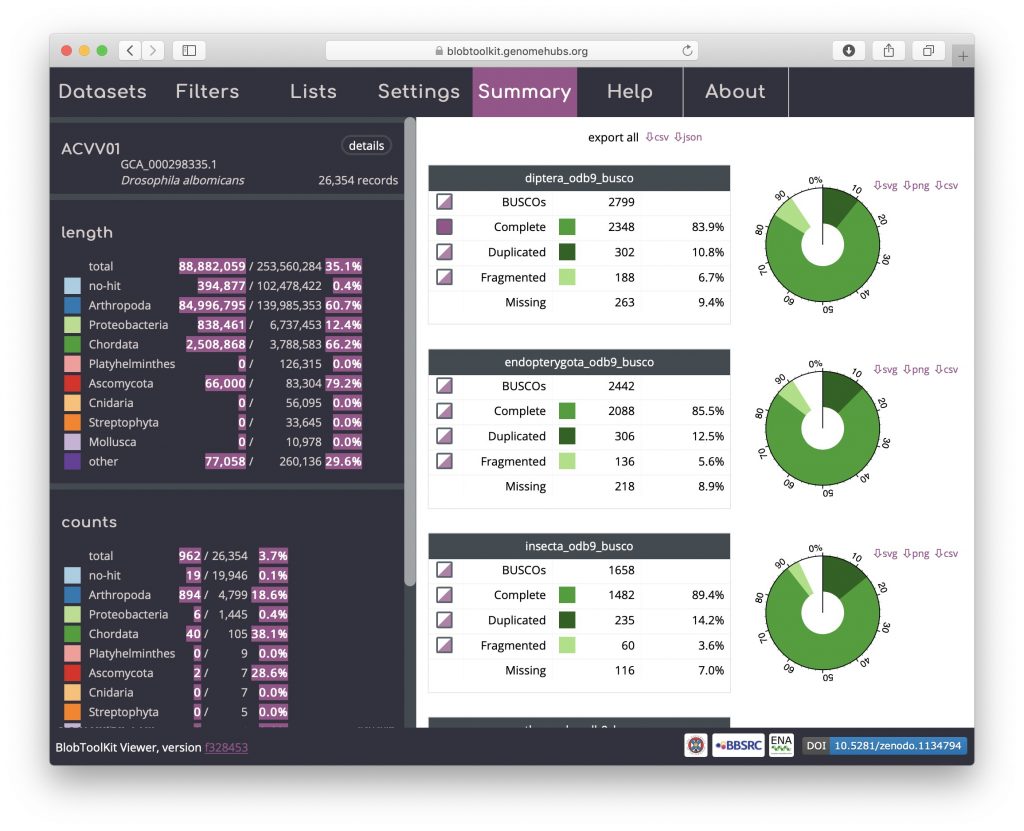 blobtoolkit.genomehubs.org
Datasets Filters Lists Settings Summary Help About
ACVV01 details
GCA_000298335.1
Drosophila albomicans 26,354 records
length
total 88,882,059 / 253,560,284 35.1%
no-hit 394,877 / 102,478,422 0.4%
Arthropoda 84,996,795 / 139,985,353 60.7%
Proteobacteria 838,461 / 6,737,453 12.4%
Chordata 2,508,868 / 3,788,583 66.2%
Platyhelminthes 0 / 126,315 0.0%
Ascomycota 66,000 / 83,304 79.2%
Cnidaria 0 / 56,095 0.0%
Streptophyta 0 / 33,645 0.0%
Mollusca 0 / 10,978 0.0%
other 77,058 / 260,136 29.6%
counts
total 962 / 26,354 3.7%
no-hit 19 / 19,946 0.1%
Arthropoda 894 / 4,799 18.6%
Proteobacteria 6 / 1,445 0.4%
Chordata 40 / 105 38.1%
Platyhelminthes 0 / 9 0.0%
Ascomycota 2 / 7 28.6%
Cnidaria 0 / 7 0.0%
Streptophyta 0 / 5 0.0%
export all csv json
diptera_odb9_busco
BUSCOs 2799
Complete 2348 83.9%
Duplicated 302 10.8%
Fragmented 188 6.7%
Missing 263 9.4%
svg png csv
0% 10 20 30 40 50 60 70 80 90
endopterygota_odb9_busco
BUSCOs 2442
Complete 2088 85.5%
Duplicated 306 12.5%
Fragmented 136 5.6%
Missing 218 8.9%
svg png csv
0% 10 20 30 40 50 60 70 80 90
insecta_odb9_busco
BUSCOs 1658
Complete 1482 89.4%
Duplicated 235 14.2%
Fragmented 60 3.6%
Missing 116 7.0%
svg png csv
0% 10 20 30 40 50 60 70 80 90
BlobToolKit Viewer, version f328453
BBSRC ENA DOI 10.5281/zenodo.1134794